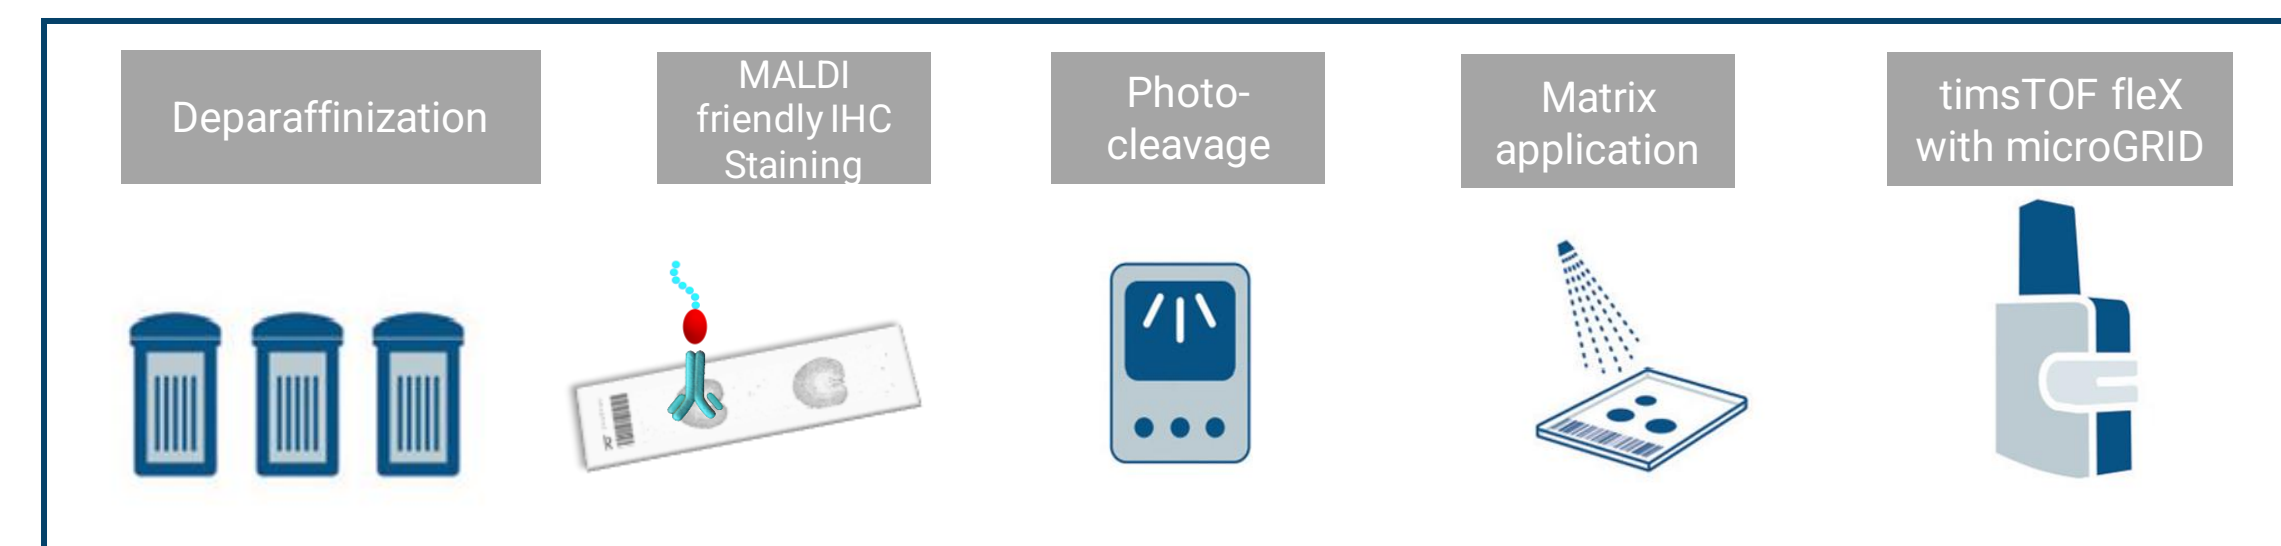 Deparaffinization
MALDI
friendly IHC
Staining
Photo-
cleavage
Matrix
application
timsTOF fleX
with microGRID